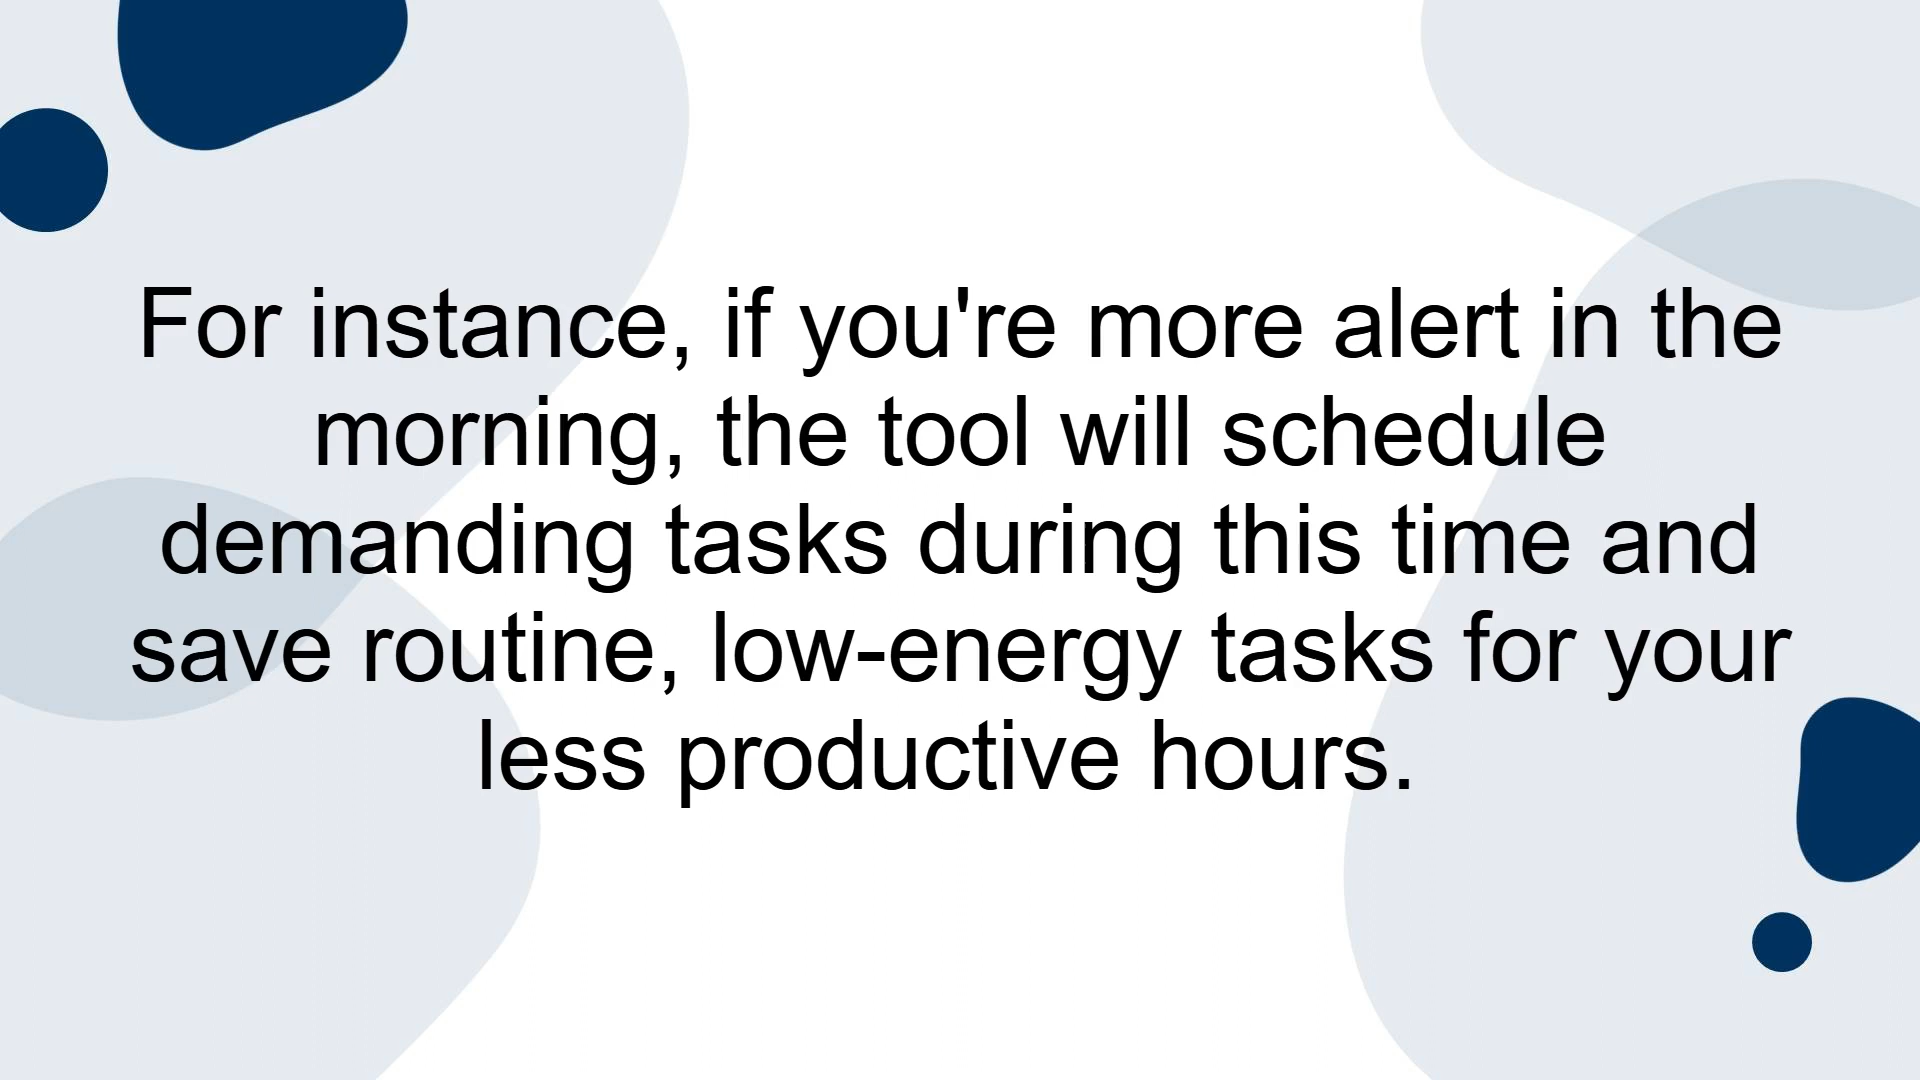 For instance, if you're more alert in the
morning, the tool will schedule
demanding tasks during this time and
save routine, low-energy tasks for your
less productive hours.